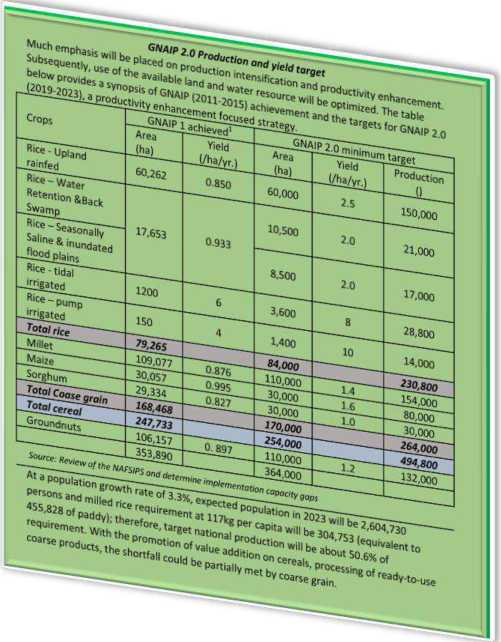 GNAIP 2.0 Production and yield target
Much emphasis will be placed on production intensification and productivity enhancement.
Subsequently, use of the available land and water resource will be optimized. The table
below provides a synopsis of GNAIP (2011-2015) achievement and the targets for GNAIP 2.0
(2019-2023), a productivity enhancement focused strategy.
Crops GNAIP 1 achieved1 GNAIP 2.0 minimum target
Area (ha) Yield (/ha/yr.) Area (ha) Yield (/ha/yr.) Production ()
Rice - Upland rainfed 60,262 0.850 60,000 2.5 150,000
Rice – Water Retention &Back Swamp 17,653 0.933 10,500 2.0 21,000
Rice – Seasonally Saline & inundated flood plains 8,500 2.0 17,000
Rice - tidal irrigated 1200 6 3,600 8 28,800
Rice – pump irrigated 150 4 1,400 10 14,000
Total rice 79,265 84,000 230,800
Millet 109,077 0.876 110,000 1.4 154,000
Maize 30,057 0.995 30,000 1.6 80,000
Sorghum 29,334 0.827 30,000 1.0 30,000
Total Coase grain 168,468 170,000 264,000
Total cereal 247,733 254,000 494,800
Groundnuts 106,157 0. 897 110,000 1.2 132,000
353,890 364,000
Source: Review of the NAFSIPS and determine implementation capacity gaps
At a population growth rate of 3.3%, expected population in 2023 will be 2,604,730
persons and milled rice requirement at 117kg per capita will be 304,753 (equivalent to
455,828 of paddy); therefore, target national production will be about 50.6% of
requirement. With the promotion of value addition on cereals, processing of ready-to-use
coarse products, the shortfall could be partially met by coarse grain.